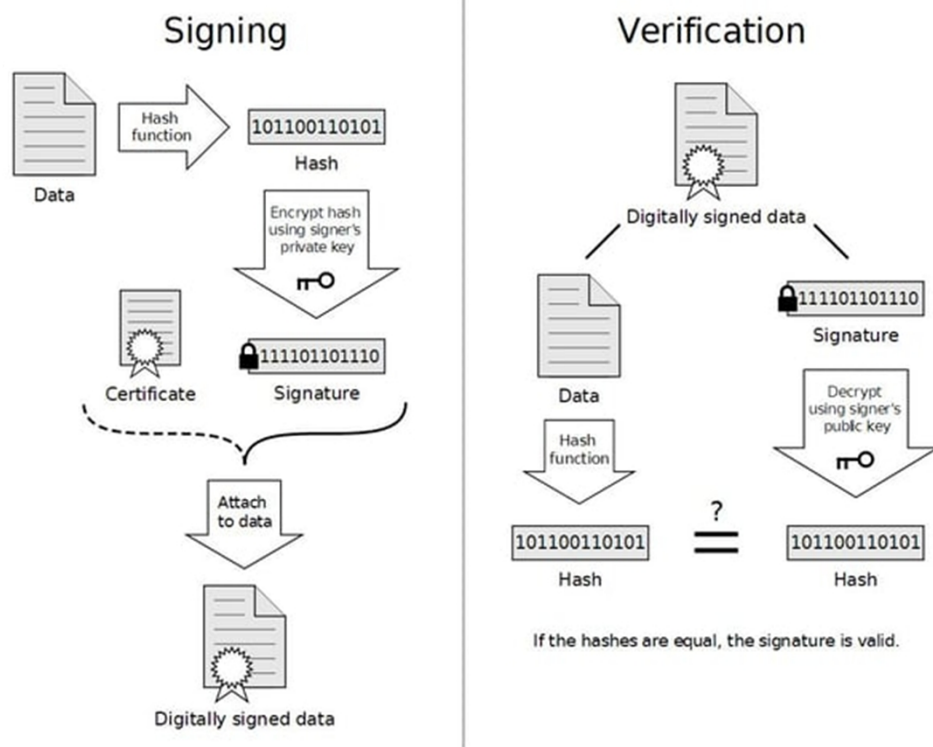 Signing
Hash
function
101100110101
Hash
Data
Encrypt hash
using signer's
private key
111101101110
Certificate
Signature
Attach
to data
Digitally signed data
Verification
Digitally signed data
111101101110
Signature
Data
Decrypt
using signer's
public key
Hash
function
?
101100110101
101100110101
Hash
Hash
If the hashes are equal, the signature is valid.